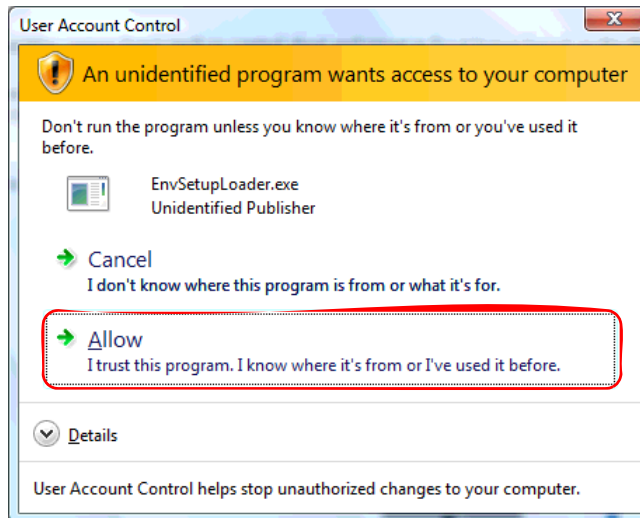 User Account Control
An unidentified program wants access to your computer
Don't run the program unless you know where it's from or you've used it
before.
EnvSetupLoader.exe
Unidentified Publisher
Cancel
I don't know where this program is from or what it's for.
Allow
I trust this program. I know where it's from or I've used it before.
Details
User Account Control helps stop unauthorized changes to your computer.